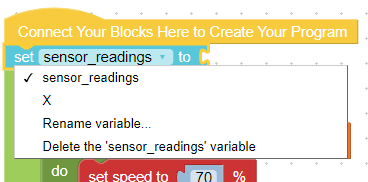 Connect Your Blocks Here to Create Your Program
set sensor_readings to
✓ sensor_readings
X
Rename variable...
Delete the 'sensor_readings' variable
do set speed to 70 %